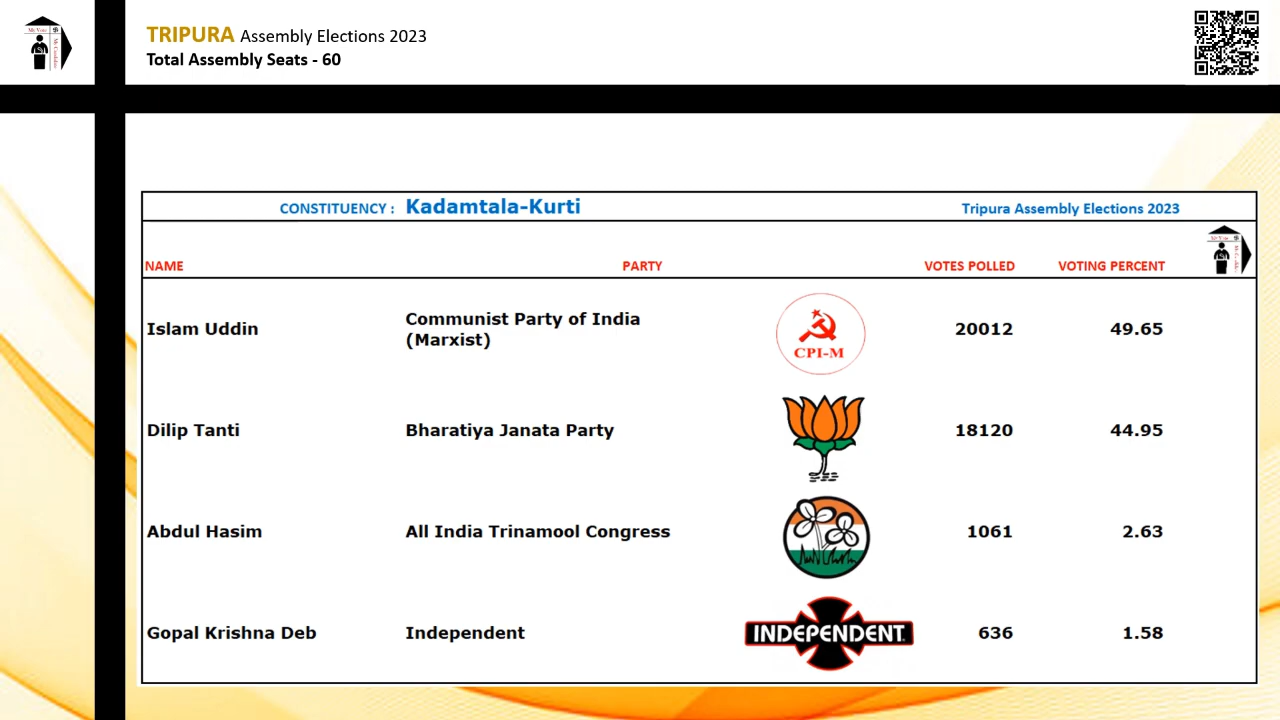 TRIPURA Assembly Elections 2023
Total Assembly Seats - 60
CONSTITUENCY : Kadamtala-Kurti Tripura Assembly Elections 2023
NAME PARTY VOTES POLLED VOTING PERCENT
Islam Uddin Communist Party of India (Marxist) CPI-M 20012 49.65
Dilip Tanti Bharatiya Janata Party 18120 44.95
Abdul Hasim All India Trinamool Congress 1061 2.63
Gopal Krishna Deb Independent INDEPENDENT 636 1.58